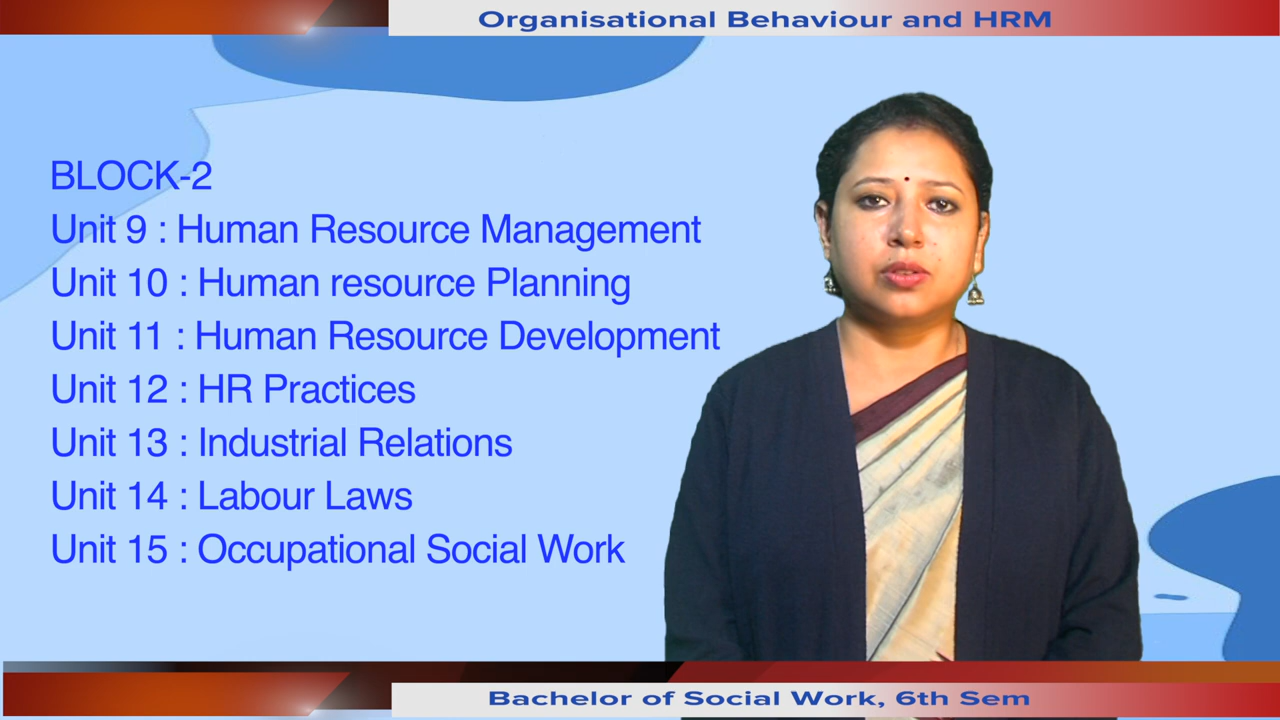 Organisational Behaviour and HRM
BLOCK-2
Unit 9 : Human Resource Management
Unit 10 : Human resource Planning
Unit 11 : Human Resource Development
Unit 12 : HR Practices
Unit 13 : Industrial Relations
Unit 14 : Labour Laws
Unit 15 : Occupational Social Work
Bachelor of Social Work, 6th Sem